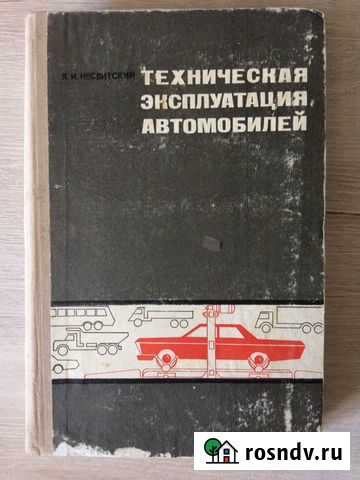 Я. И. НЕСВИТСКИЙ
ТЕХНИЧЕСКАЯ
ЭКСПЛУАТАЦИЯ
АВТОМОБИЛЕЙ
rosndv.ru